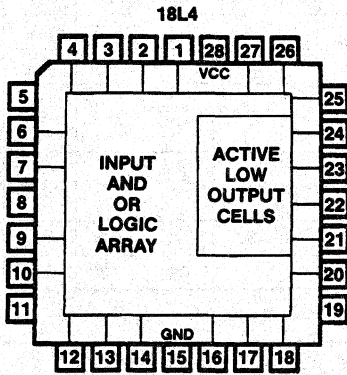 18L4
4 3 2 1 28 27 26
VCC
5 25
6 24
7 23
8 22
9 21
10 20
11 19
INPUT
AND
OR
LOGIC
ARRAY
ACTIVE
LOW
OUTPUT
CELLS
GND
12 13 14 15 16 17 18